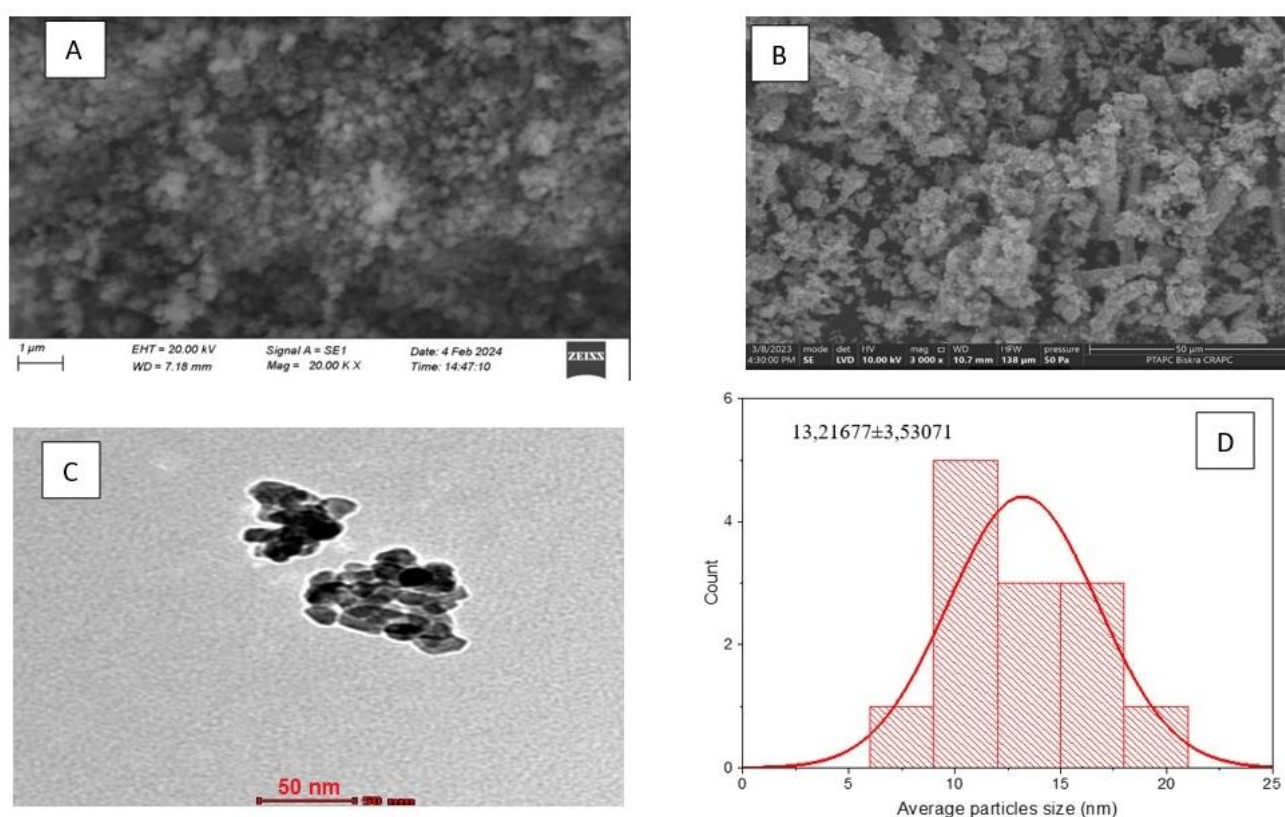 A
1 µm
EHT = 20.00 kV
WD = 7.18 mm
Signal A = SE1
Mag = 20.00 K X
Date: 4 Feb 2024
Time: 14:47:10
ZEISS
B
3/8/2023 mode det HV mag □ WD HFW pressure 50 µm
4:30:00 PM SE LVD 10.00 kV 3 000 x 10.7 mm 138 µm 50 Pa PTAPC Biskra CRAPC
C
50 nm
50 nm
D
13,21677±3,53071
6
4
2
0
Count
0 5 10 15 20 25
Average particles size (nm)